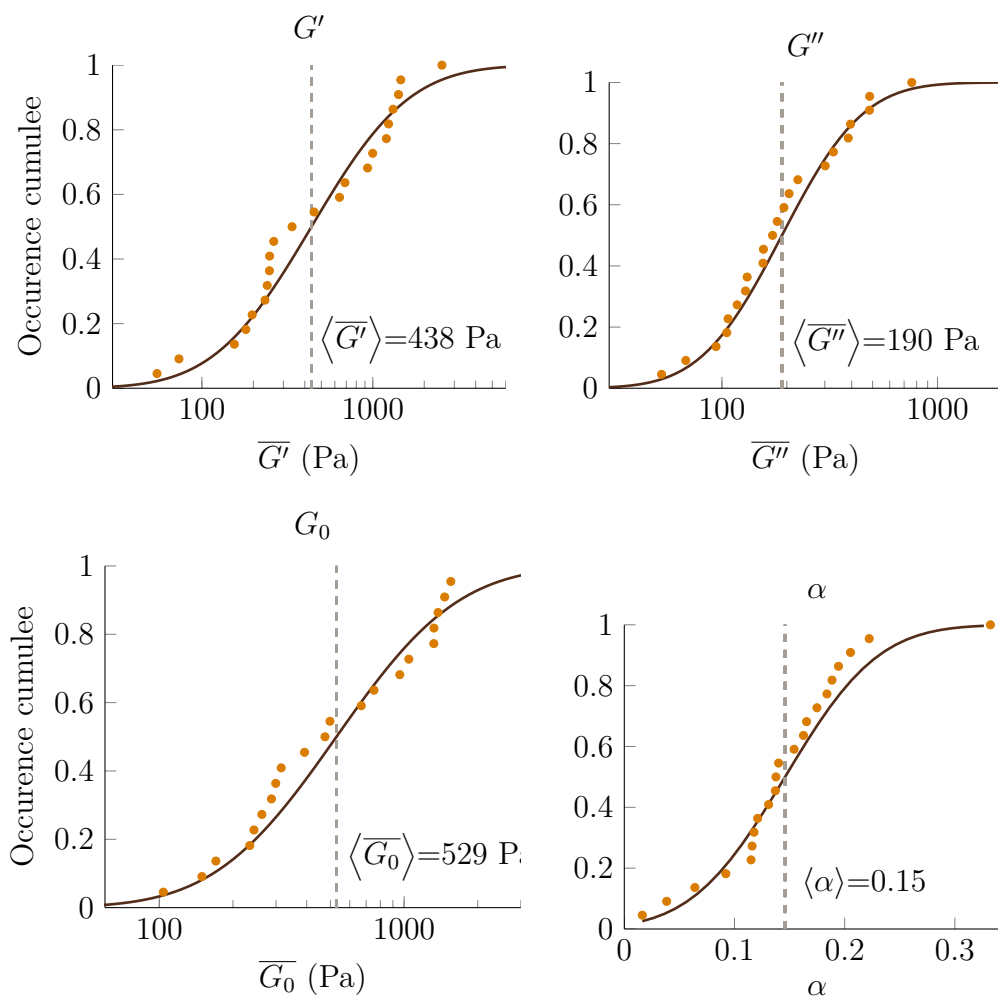 G′
Occurence cumulee
1
0.8
0.6
0.4
0.2
0
100
1000
⟨G̅′⟩=438 Pa
G̅′ (Pa)
G″
1
0.8
0.6
0.4
0.2
0
100
1000
⟨G̅″⟩=190 Pa
G̅″ (Pa)
G₀
Occurence cumulee
1
0.8
0.6
0.4
0.2
0
100
1000
⟨G̅₀⟩=529 Pa
G̅₀ (Pa)
α
1
0.8
0.6
0.4
0.2
0
0
0.1
0.2
0.3
⟨α⟩=0.15
α